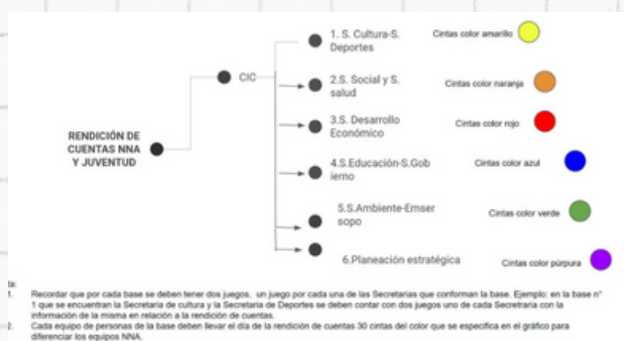 1. S. Cultura-S.
Deportes
Cintas color amarillo
CIC
2.S. Social y S.
salud
Cintas color naranja
3.S. Desarrollo
Económico
Cintas color rojo
RENDICIÓN DE
CUENTAS NNA
Y JUVENTUD
4.S.Educación-S.Gob
ierno
Cintas color azul
5.S.Ambiente-Emser
sopo
Cintas color verde
6.Planeación estratégica
Cintas color púrpura
ta:
1. Recordar que por cada base se deben tener dos juegos, un juego por cada una de las Secretarias que conforman la base. Ejemplo: en la base n°
1 que se encuentran la Secretaria de cultura y la Secretaria de Deportes se deben contar con dos juegos uno de cada Secretraria con la
información de la misma en relación a la rendición de cuentas.
2. Cada equipo de personas de la base deben llevar el día de la rendición de cuentas 30 cintas del color que se especifica en el gráfico para
diferenciar los equipos NNA.